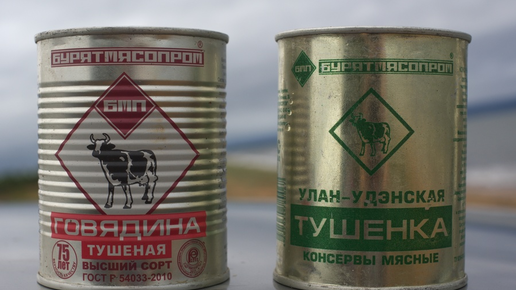 БУРЯТМЯСОПРОМ®
БМП
ГОВЯДИНА
ТУШЕНАЯ
75 лет
ВЫСШИЙ СОРТ
ГОСТ Р 54033-2010
БМП
БУРЯТМЯСОПРОМ®
УЛАН-УДЭНСКАЯ
ТУШЕНКА
КОНСЕРВЫ МЯСНЫЕ